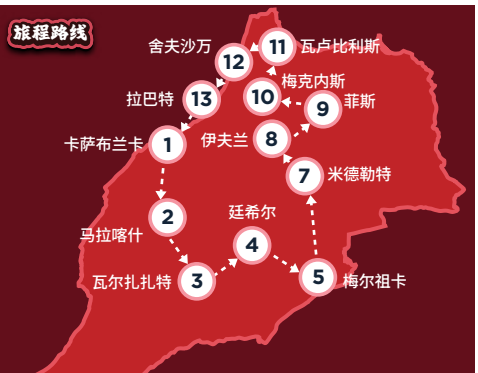 旅程路线
舍夫沙万
12
11
瓦卢比利斯
拉巴特
13
10
梅克内斯
9
菲斯
卡萨布兰卡
1
伊夫兰
8
7
米德勒特
2
马拉喀什
廷希尔
4
瓦尔扎扎特
3
5
梅尔祖卡